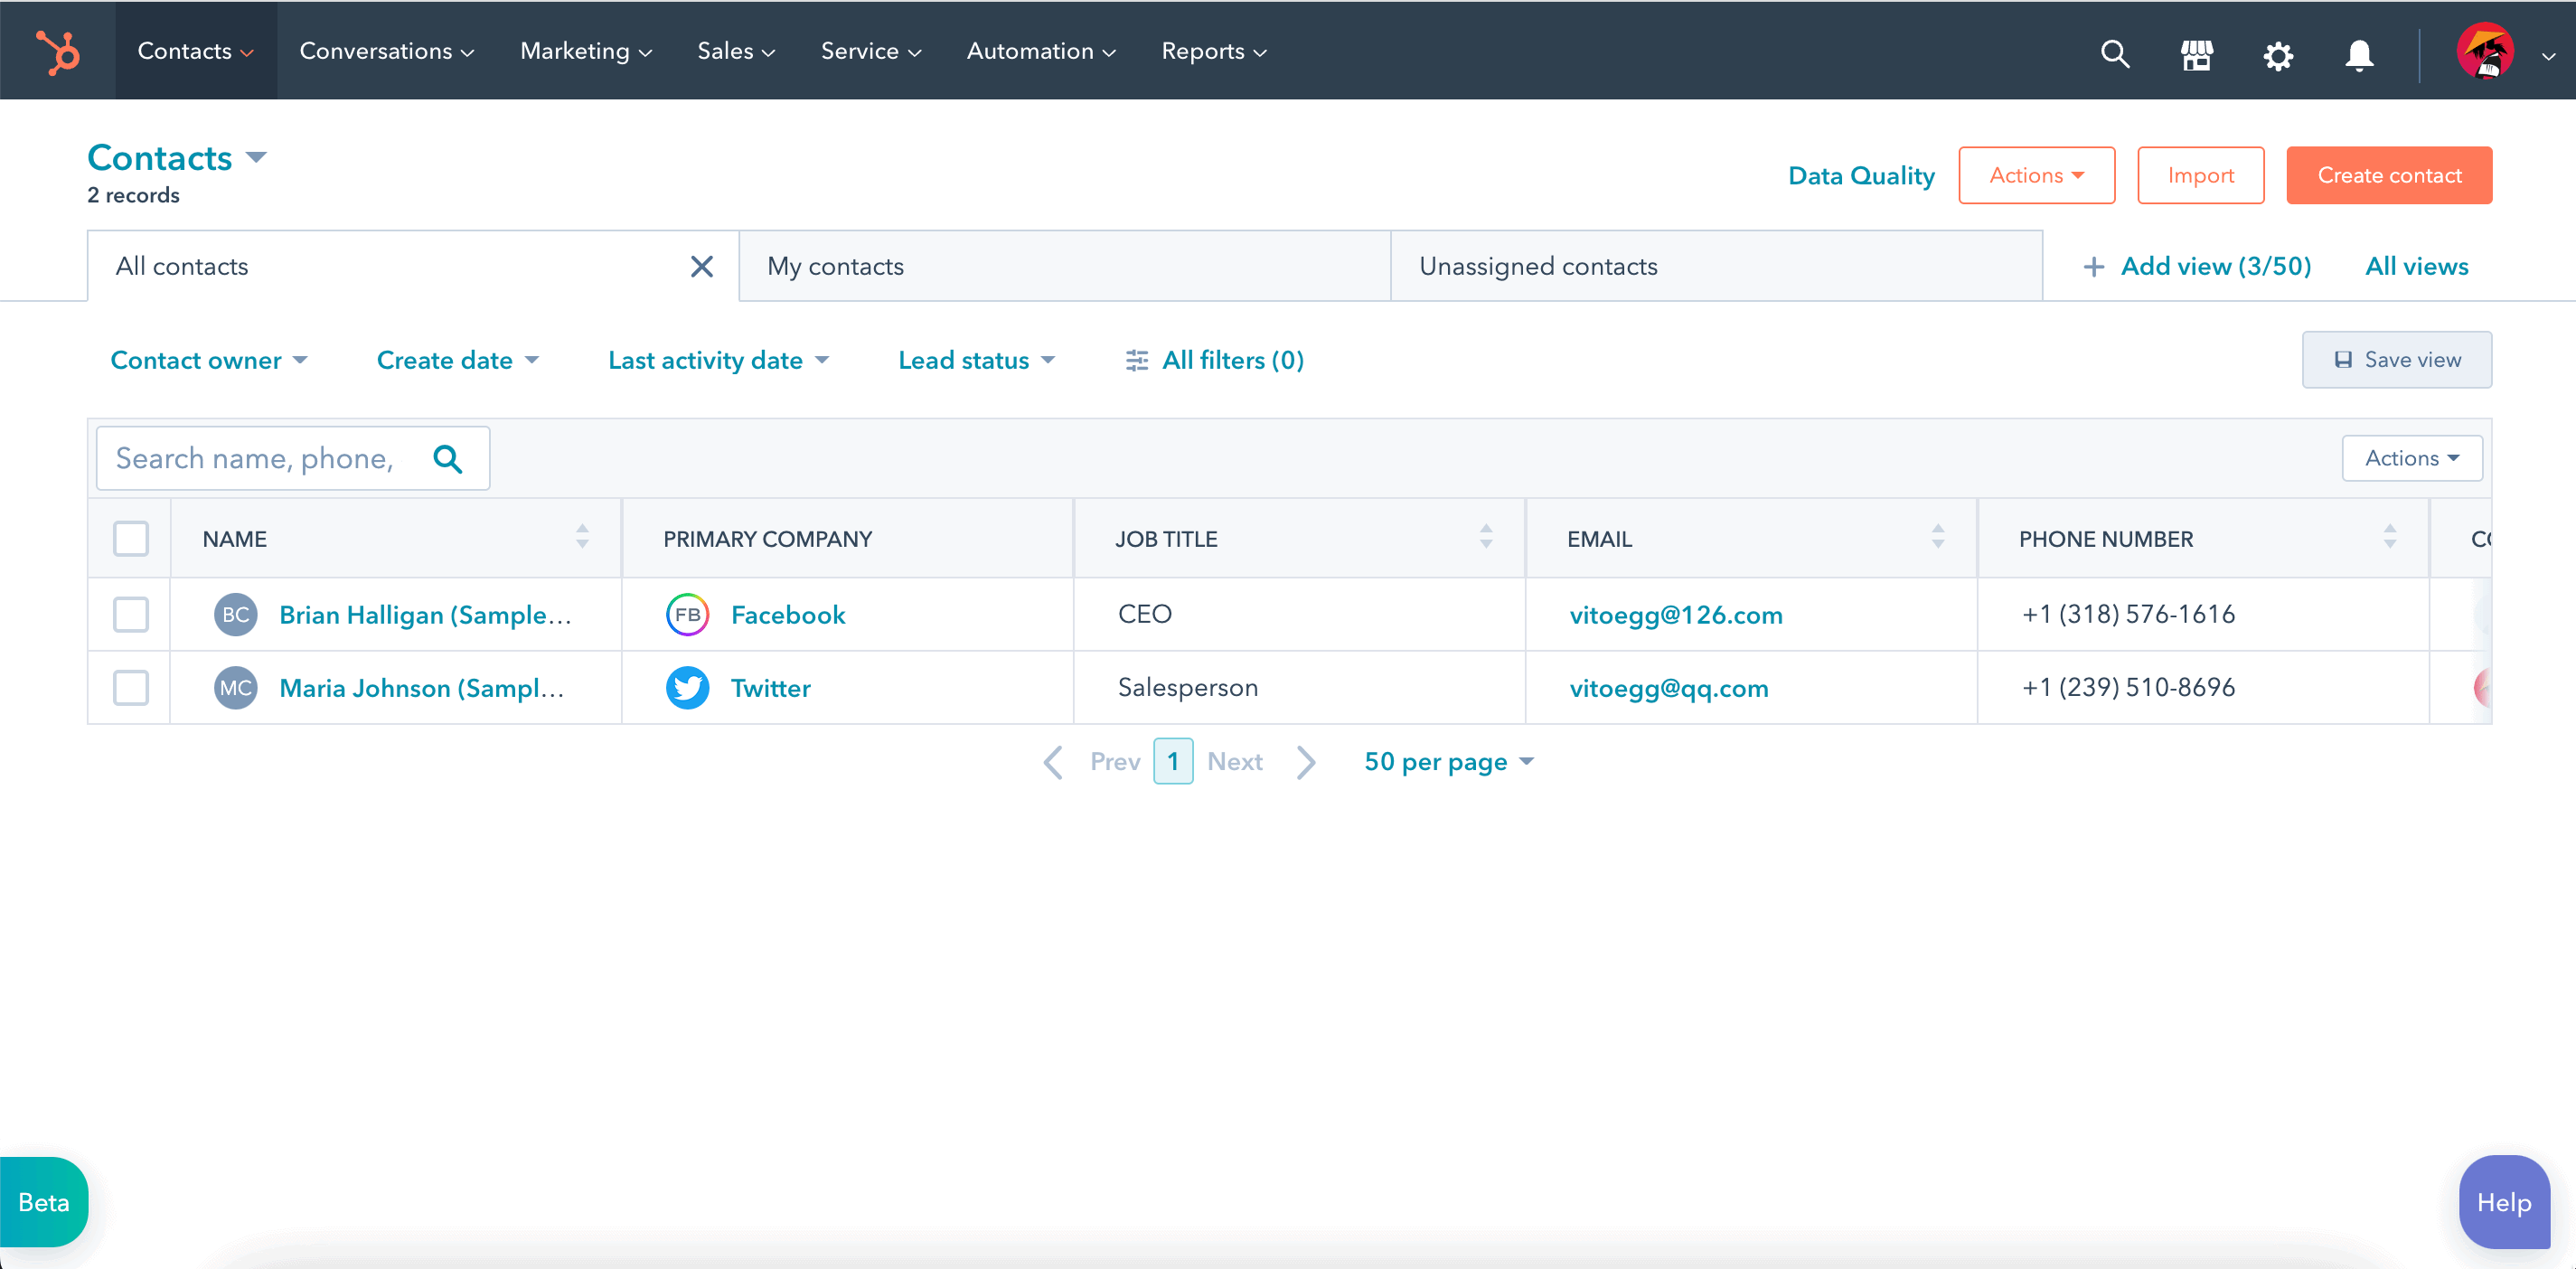 Contacts Conversations Marketing Sales Service Automation Reports
Contacts
2 records
Data Quality Actions Import Create contact
All contacts My contacts Unassigned contacts Add view (3/50) All views
Contact owner Create date Last activity date Lead status All filters (0) Save view
Search name, phone, Actions
NAME PRIMARY COMPANY JOB TITLE EMAIL PHONE NUMBER
BC Brian Halligan (Sample... FB Facebook CEO vitoegg@126.com +1 (318) 576-1616
MC Maria Johnson (Sampl... Twitter Salesperson vitoegg@qq.com +1 (239) 510-8696
Prev 1 Next 50 per page
Beta Help